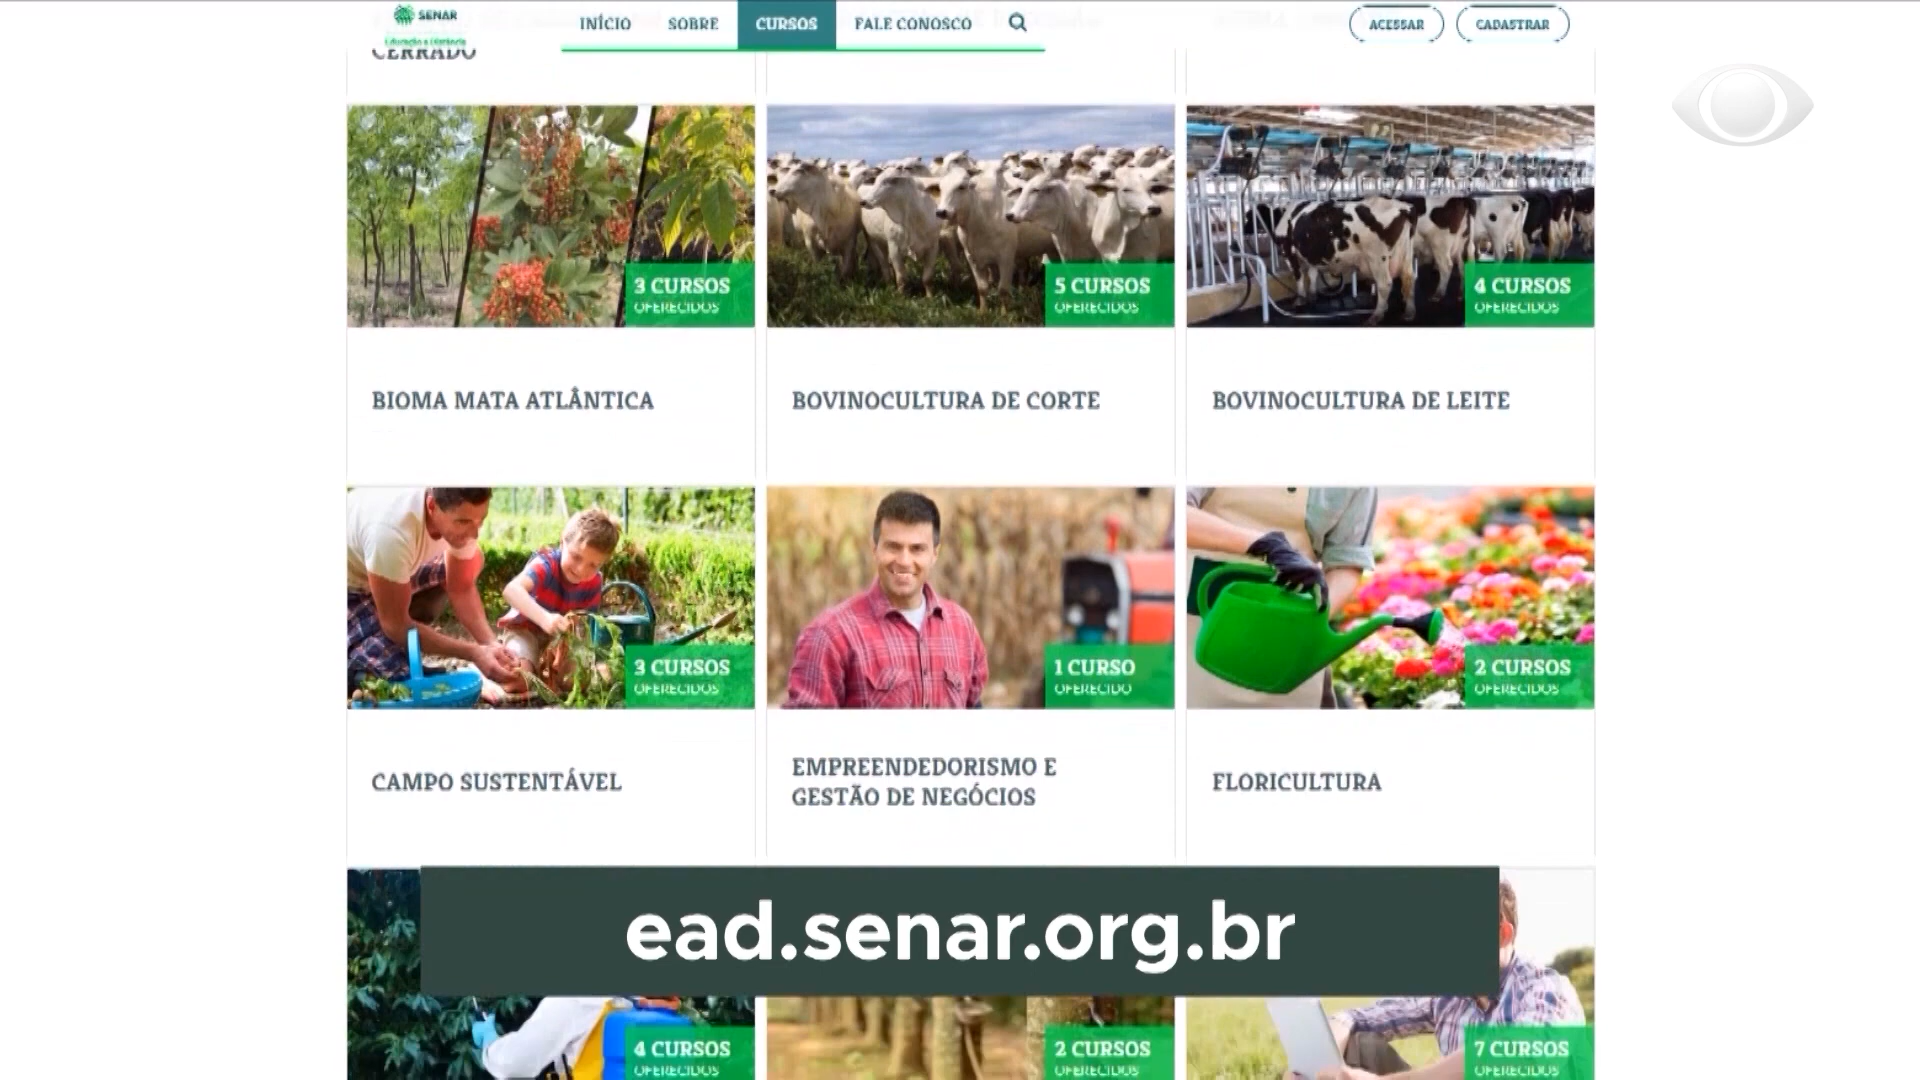 SENAR
INÍCIO
SOBRE
CURSOS
FALE CONOSCO
ACESSAR
CADASTRAR
CERRADO
3 CURSOS
OFERECIDOS
5 CURSOS
OFERECIDOS
4 CURSOS
OFERECIDOS
BIOMA MATA ATLÂNTICA
BOVINOCULTURA DE CORTE
BOVINOCULTURA DE LEITE
3 CURSOS
OFERECIDOS
1 CURSO
OFERECIDO
2 CURSOS
OFERECIDOS
CAMPO SUSTENTÁVEL
EMPREENDEDORISMO E
GESTÃO DE NEGÓCIOS
FLORICULTURA
ead.senar.org.br
4 CURSOS
OFERECIDOS
2 CURSOS
OFERECIDOS
7 CURSOS
OFERECIDOS